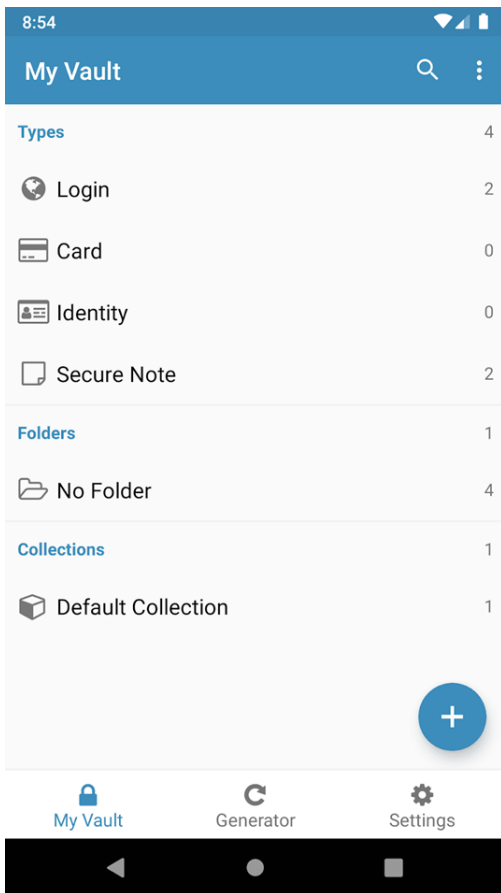 8:54
My Vault
Types 4
Login 2
Card 0
Identity 0
Secure Note 2
Folders 1
No Folder 4
Collections 1
Default Collection 1
My Vault Generator Settings